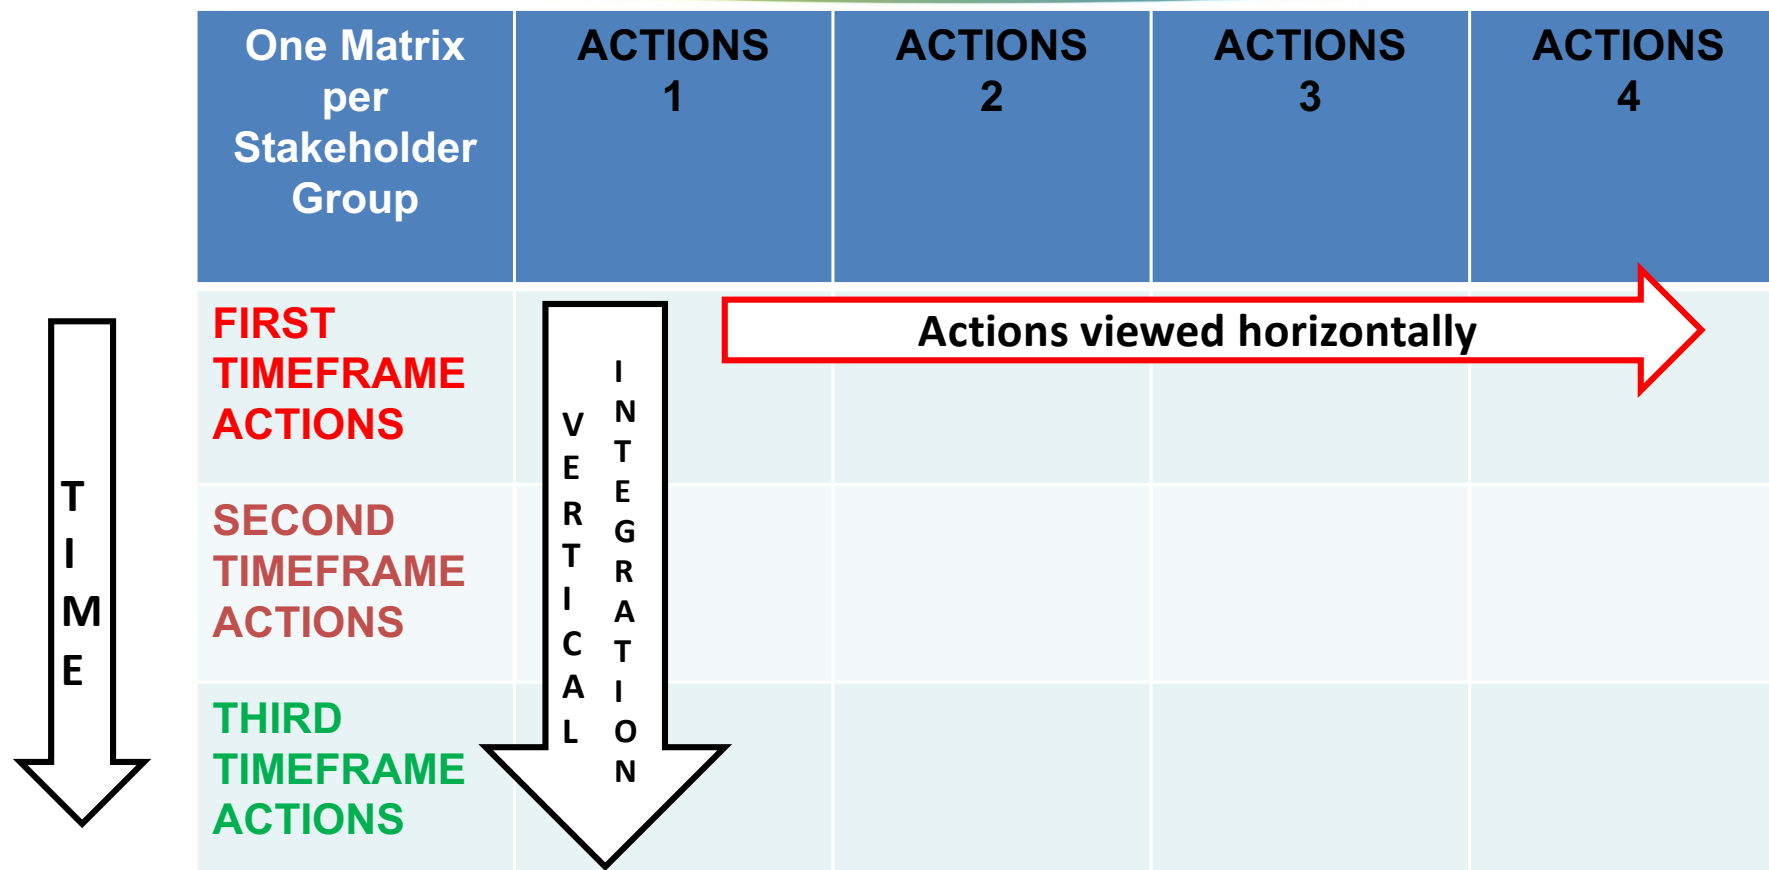 One Matrix
per
Stakeholder
Group
ACTIONS
1
ACTIONS
2
ACTIONS
3
ACTIONS
4
TIME
FIRST
TIMEFRAME
ACTIONS
VERTICAL
INTEGRATION
Actions viewed horizontally
SECOND
TIMEFRAME
ACTIONS
THIRD
TIMEFRAME
ACTIONS